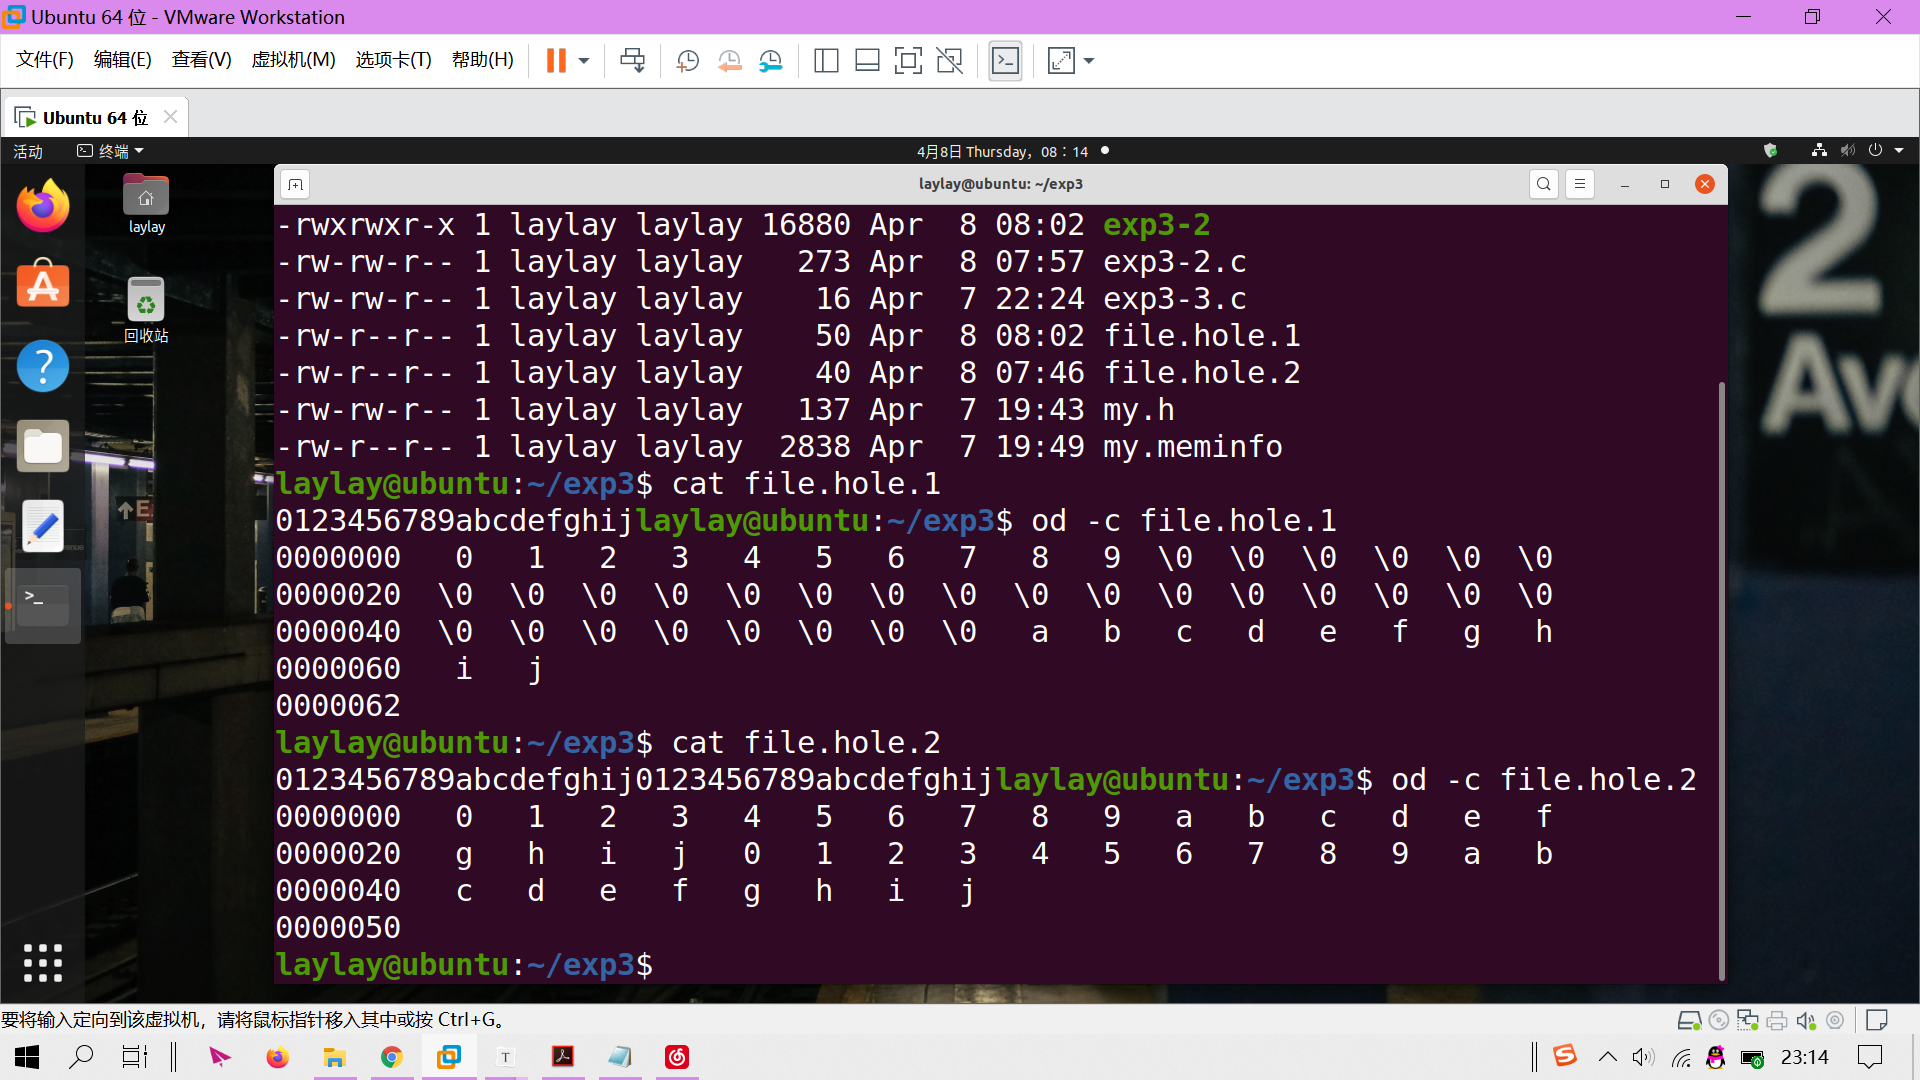 Ubuntu 64 位 - VMware Workstation
文件(F) 编辑(E) 查看(V) 虚拟机(M) 选项卡(T) 帮助(H)
Ubuntu 64 位
活动 终端 4月8日 Thursday，08：14
laylay@ubuntu: ~/exp3
laylay
回收站
2
Ave
-rwxrwxr-x 1 laylay laylay 16880 Apr  8 08:02 exp3-2
-rw-rw-r-- 1 laylay laylay   273 Apr  8 07:57 exp3-2.c
-rw-rw-r-- 1 laylay laylay    16 Apr  7 22:24 exp3-3.c
-rw-r--r-- 1 laylay laylay    50 Apr  8 08:02 file.hole.1
-rw-r--r-- 1 laylay laylay    40 Apr  8 07:46 file.hole.2
-rw-rw-r-- 1 laylay laylay   137 Apr  7 19:43 my.h
-rw-r--r-- 1 laylay laylay  2838 Apr  7 19:49 my.meminfo
laylay@ubuntu:~/exp3$ cat file.hole.1
0123456789abcdefghijlaylay@ubuntu:~/exp3$ od -c file.hole.1
0000000   0   1   2   3   4   5   6   7   8   9  \0  \0  \0  \0  \0  \0
0000020  \0  \0  \0  \0  \0  \0  \0  \0  \0  \0  \0  \0  \0  \0  \0  \0
0000040  \0  \0  \0  \0  \0  \0  \0  \0   a   b   c   d   e   f   g   h
0000060   i   j
0000062
laylay@ubuntu:~/exp3$ cat file.hole.2
0123456789abcdefghij0123456789abcdefghijlaylay@ubuntu:~/exp3$ od -c file.hole.2
0000000   0   1   2   3   4   5   6   7   8   9   a   b   c   d   e   f
0000020   g   h   i   j   0   1   2   3   4   5   6   7   8   9   a   b
0000040   c   d   e   f   g   h   i   j
0000050
laylay@ubuntu:~/exp3$
要将输入定向到该虚拟机，请将鼠标指针移入其中或按 Ctrl+G。
23:14